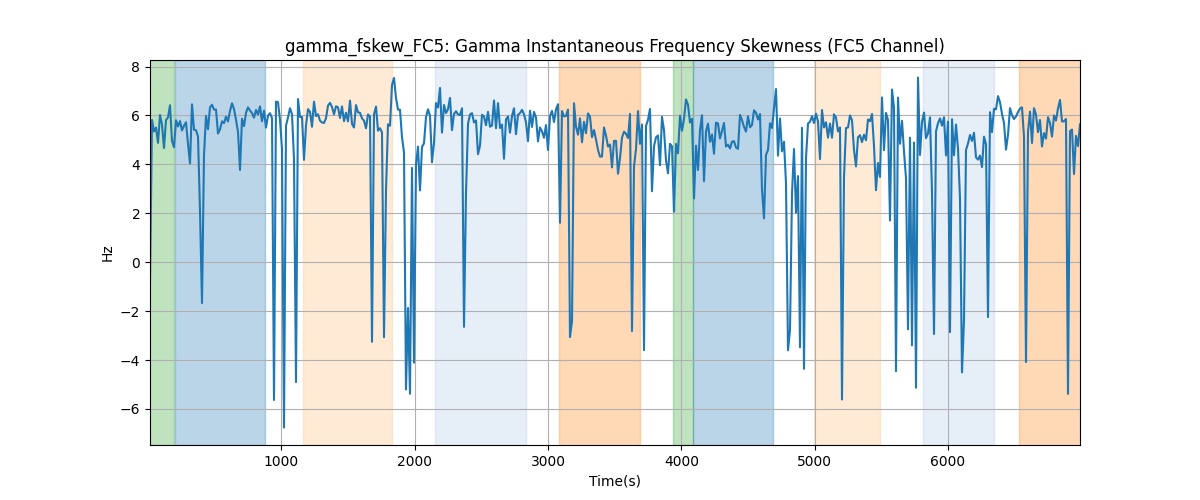 gamma_fskew_FC5: Gamma Instantaneous Frequency Skewness (FC5 Channel)
8
6
4
2
0
−2
−4
−6
Hz
1000 2000 3000 4000 5000 6000
Time(s)